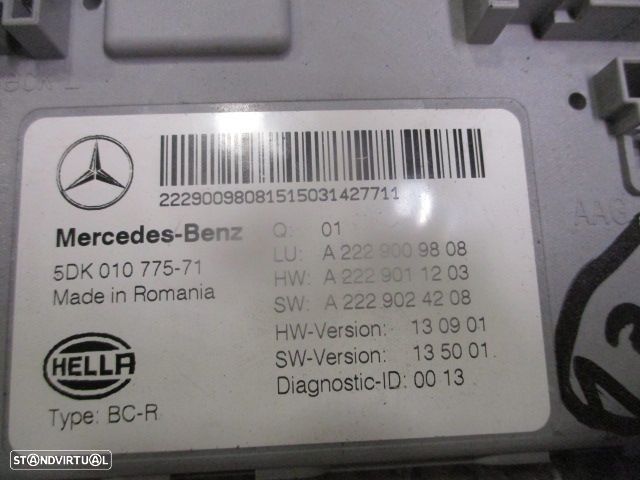 22290098081515031427711
Mercedes-Benz
5DK 010 775-71
Made in Romania
HELLA
Type: BC-R
Q: 01
LU: A 222 900 98 08
HW: A 222 901 12 03
SW: A 222 902 42 08
HW-Version: 13 09 01
SW-Version: 13 50 01
Diagnostic-ID: 00 13
STANDVIRTUAL